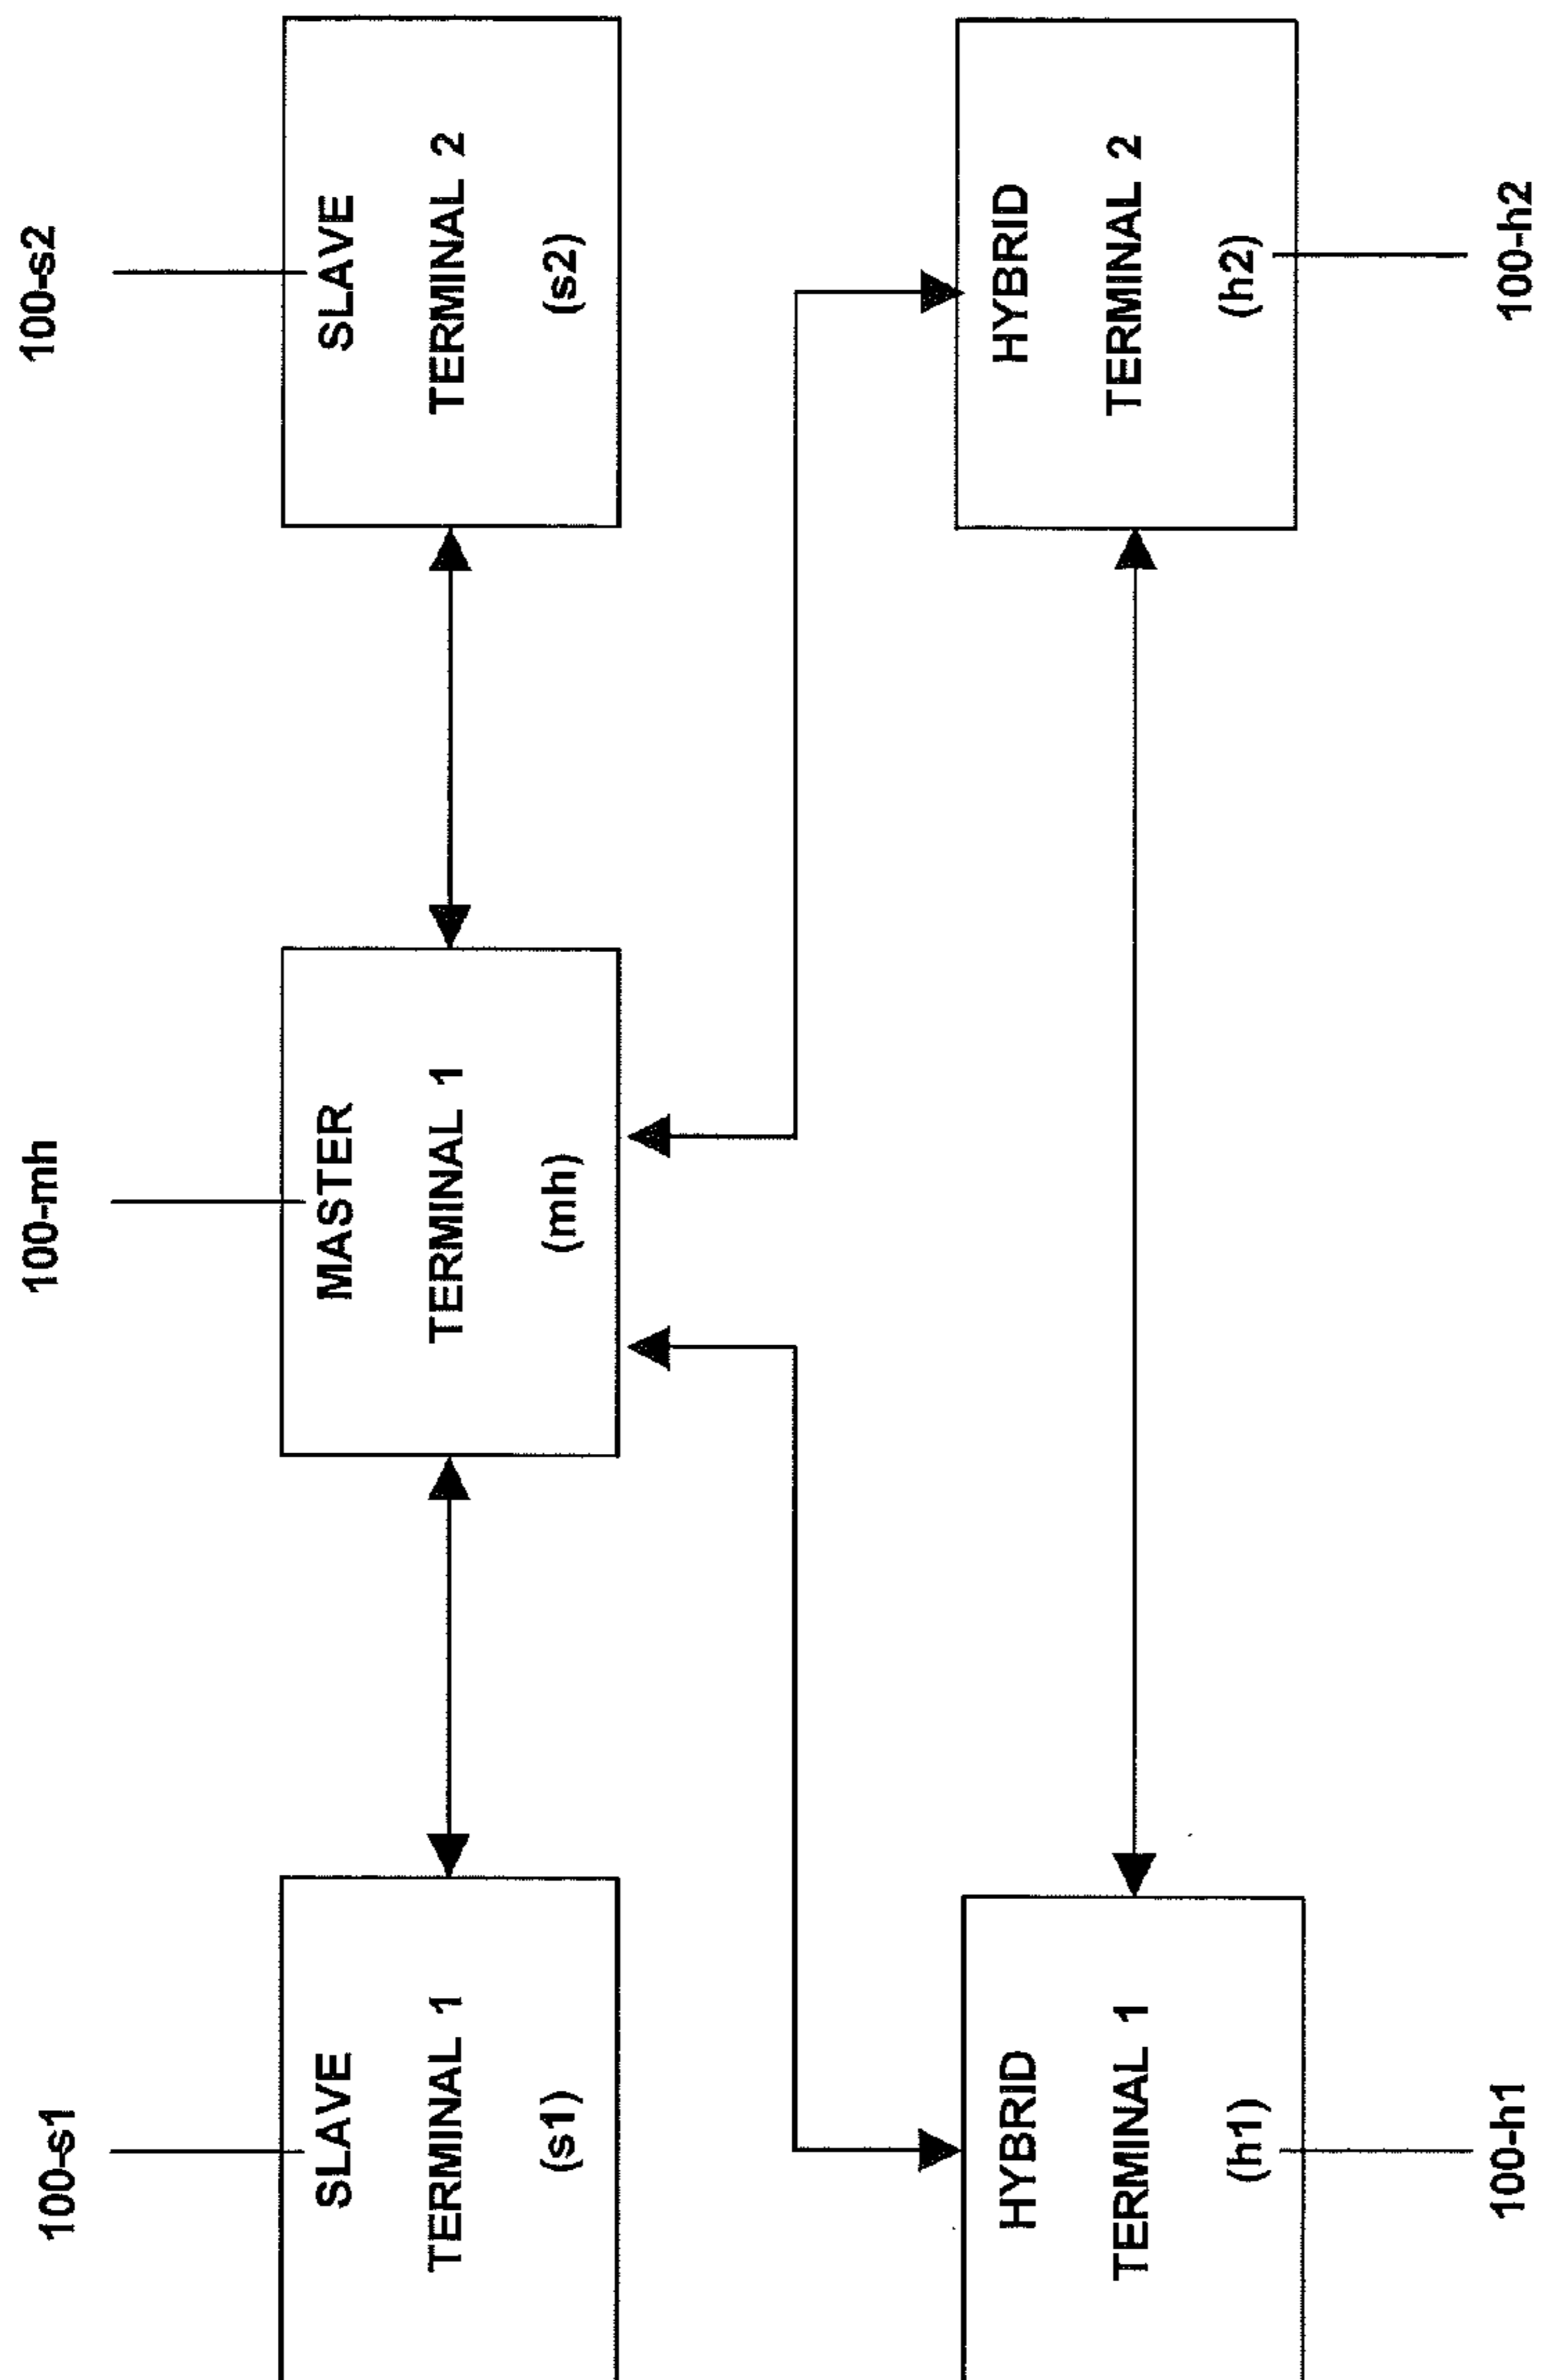 100-s1
100-mh
100-s2
SLAVE
TERMINAL 1
(s1)
MASTER
TERMINAL 1
(mh)
SLAVE
TERMINAL 2
(s2)
HYBRID
TERMINAL 1
(h1)
HYBRID
TERMINAL 2
(h2)
100-h1
100-h2